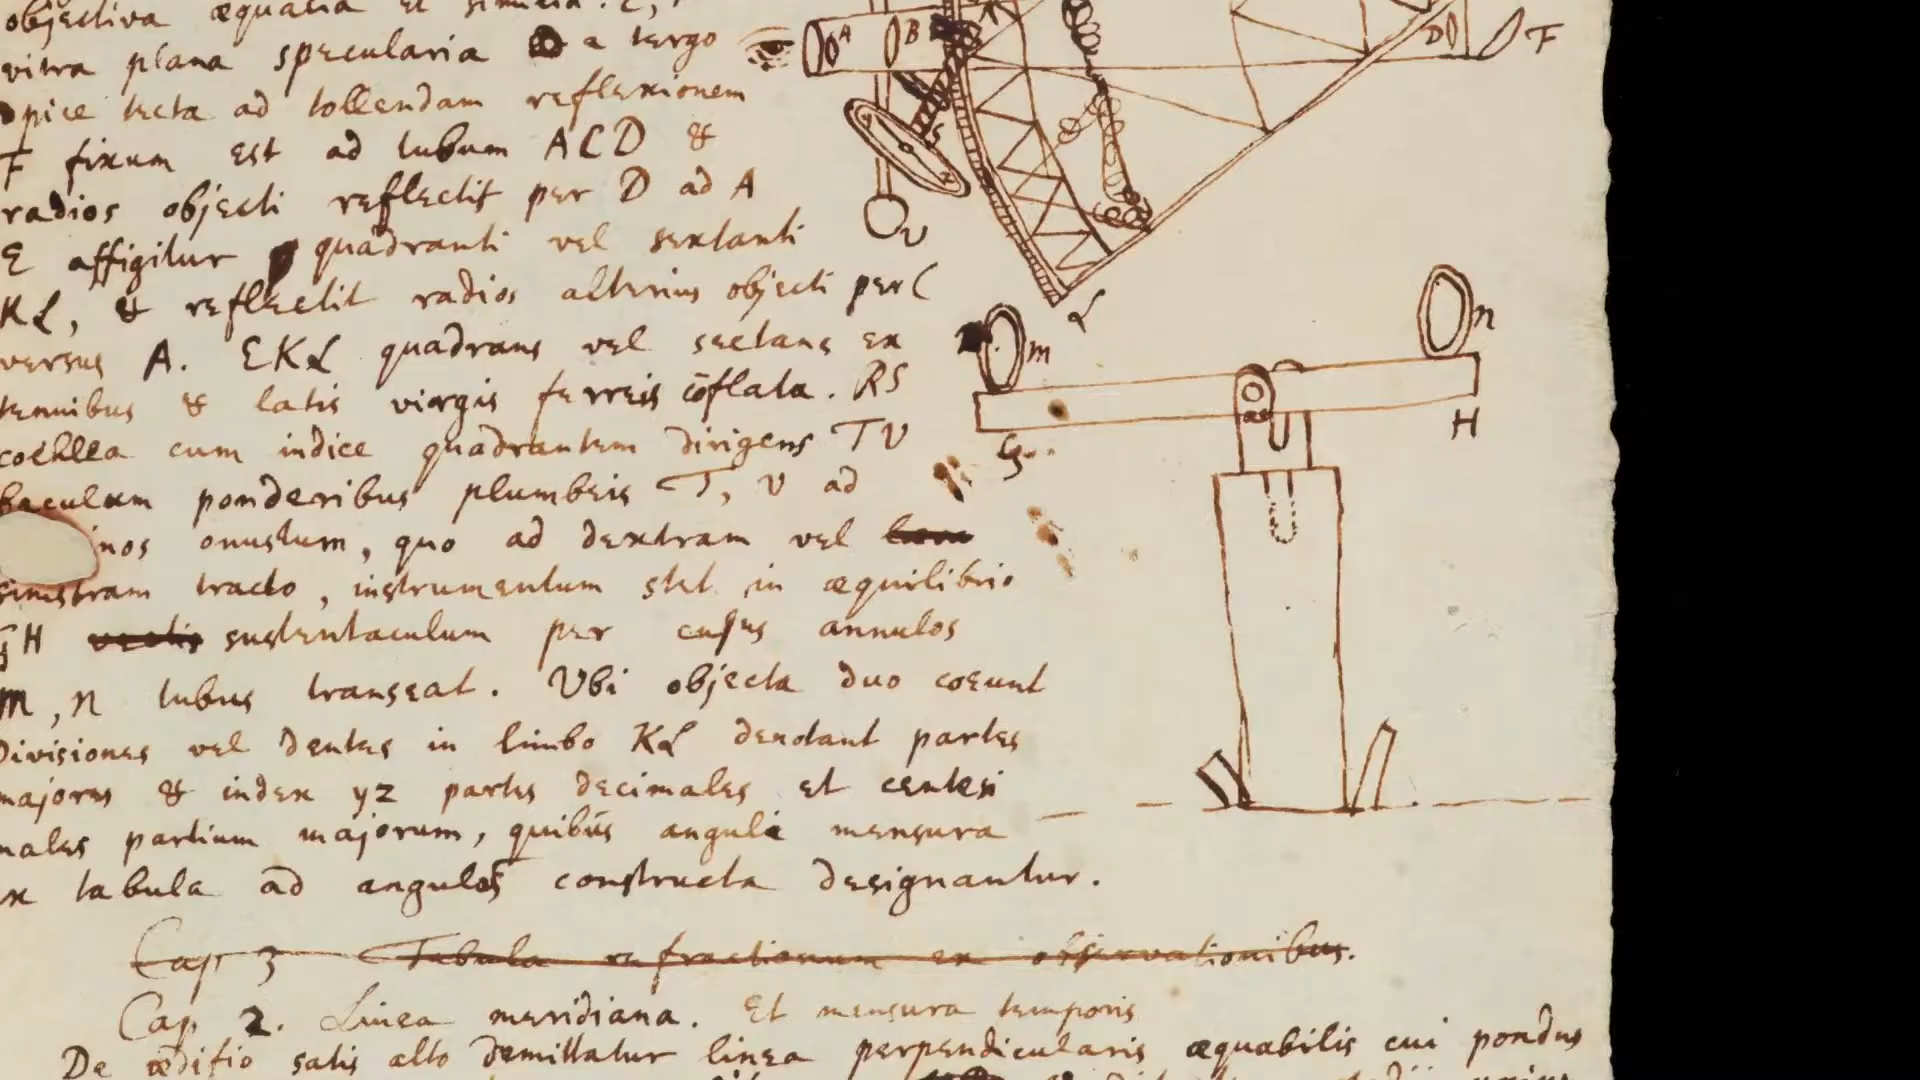 objectiva æqualia et similia. E,
vitra plana specularia a tergo
opice tecta ad tollendam reflexionem
F fixum est ad tubum ACD &
radios objecti reflectit per D ad A
E affigitur quadranti vel sextanti
KL, & reflectit radios alterius objecti per C
versus A. EKL quadrans vel sectans ex
tenuibus & latis virgis ferreis cōflata. RS
cochlea cum indice quadrantem dirigens TV
baculum ponderibus plumbeis T, V ad
nos onustum, quo ad dextram vel
sinistram tracto, instrumentum stet in æquilibrio
GH vectis sustentaculum per cujus annulos
m, n tubus transeat. Ubi objecta duo coeunt
Divisiones vel dentes in limbo KL denotant partes
majores & index yz partes decimales et centesi
males partium majorum, quibus anguli mensura
ex tabula ad angulos constructa designantur.
Cap 3 Tabula refractionum ex observationibus.
Cap 2. Linea meridiana. Et mensura temporis
De ædifio satis alto demittatur linea perpendicularis æquabilis cui pondus
A
B
D
F
S
y
z
V
L
m
n
G
H